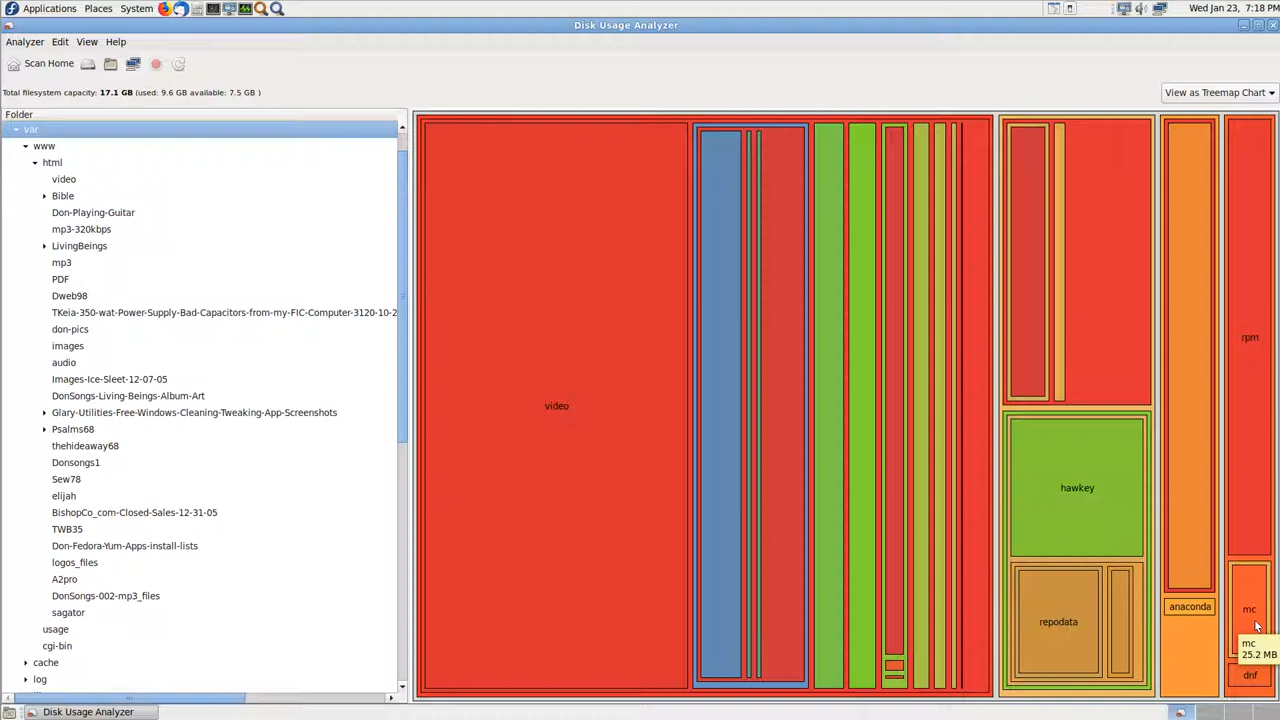 Applications Places System Wed Jan 23, 7:18 PM
Disk Usage Analyzer
Analyzer Edit View Help
Scan Home
Total filesystem capacity: 17.1 GB (used: 9.6 GB available: 7.5 GB )
View as Treemap Chart
Folder
var
www
html
video
Bible
Don-Playing-Guitar
mp3-320kbps
LivingBeings
mp3
PDF
Dweb98
TKeia-350-wat-Power-Supply-Bad-Capacitors-from-my-FIC-Computer-3120-10-2
don-pics
images
audio
Images-Ice-Sleet-12-07-05
DonSongs-Living-Beings-Album-Art
Glary-Utilities-Free-Windows-Cleaning-Tweaking-App-Screenshots
Psalms68
thehideaway68
Donsongs1
Sew78
elijah
BishopCo_com-Closed-Sales-12-31-05
TWB35
Don-Fedora-Yum-Apps-install-lists
logos_files
A2pro
DonSongs-002-mp3_files
sagator
usage
cgi-bin
cache
log
video
hawkey
repodata
anaconda
rpm
mc
mc
25.2 MB
dnf
Disk Usage Analyzer